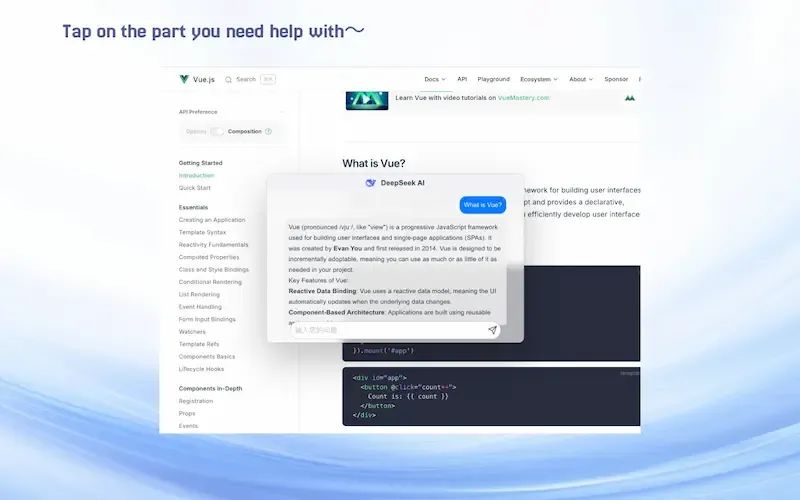 Tap on the part you need help with～
Vue.js
Search
Docs
API
Playground
Ecosystem
About
Sponsor
Learn Vue with video tutorials on VueMastery.com
API Preference
Options
Composition
?
Getting Started
Introduction
Quick Start
Essentials
Creating an Application
Template Syntax
Reactivity Fundamentals
Computed Properties
Class and Style Bindings
Conditional Rendering
List Rendering
Event Handling
Form Input Bindings
Watchers
Template Refs
Components Basics
Lifecycle Hooks
Components In-Depth
Registration
Props
Events
What is Vue?
ework for building user interfaces
pt and provides a declarative,
efficiently develop user interface
DeepSeek AI
What is Vue?
Vue (pronounced /vjuː/, like "view") is a progressive JavaScript framework
used for building user interfaces and single-page applications (SPAs). It
was created by Evan You and first released in 2014. Vue is designed to be
incrementally adoptable, meaning you can use as much or as little of it as
needed in your project.
Key Features of Vue:
Reactive Data Binding: Vue uses a reactive data model, meaning the UI
automatically updates when the underlying data changes.
Component-Based Architecture: Applications are built using reusable
输入您的问题
}).mount('#app')
template
<div id="app">
<button @click="count++">
Count is: {{ count }}
</button>
</div>